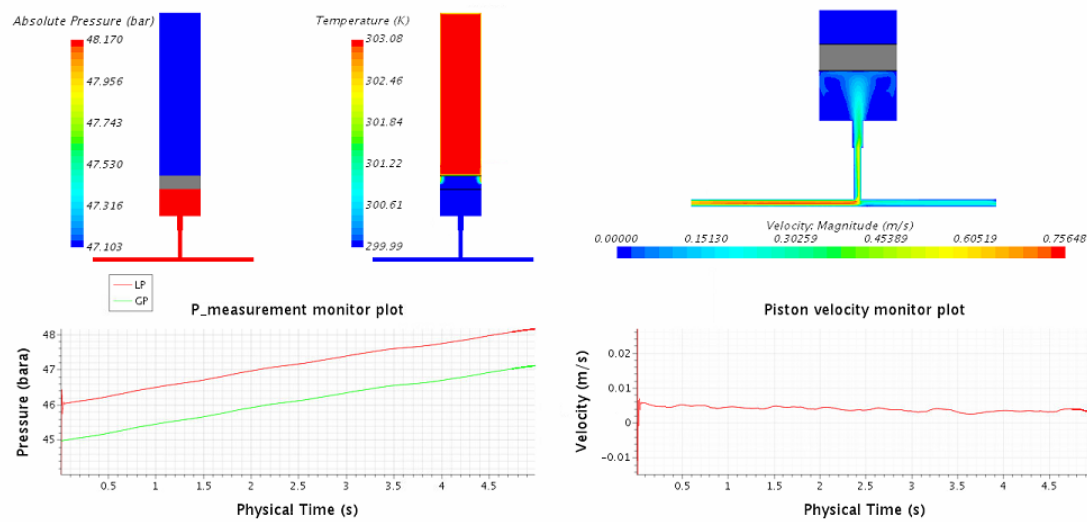 Absolute Pressure (bar)
48.170
47.956
47.743
47.530
47.316
47.103
Temperature (K)
303.08
302.46
301.84
301.22
300.61
299.99
Velocity: Magnitude (m/s)
0.00000 0.15130 0.30259 0.45389 0.60519 0.75648
LP
GP
P_measurement monitor plot
Pressure (bara)
48
47
46
45
0.5 1 1.5 2 2.5 3 3.5 4 4.5
Physical Time (s)
Piston velocity monitor plot
Velocity (m/s)
0.02
0.01
0
-0.01
0.5 1 1.5 2 2.5 3 3.5 4 4.5
Physical Time (s)